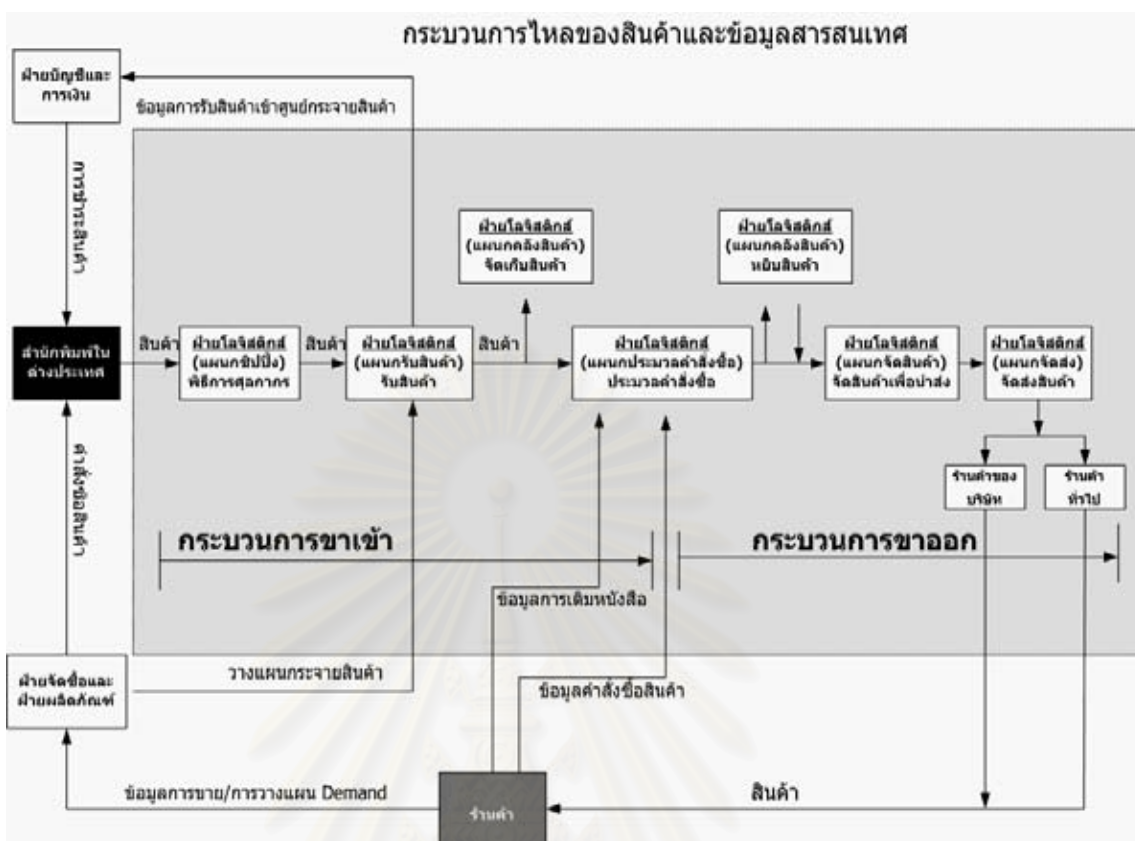 กระบวนการไหลของสินค้าและข้อมูลสารสนเทศ
ฝ่ายบัญชีและ
การเงิน
ข้อมูลการรับสินค้าเข้าศูนย์กระจายสินค้า
การชำระสินค้า
ฝ่ายโลจิสติกส์
(แผนกคลังสินค้า)
จัดเก็บสินค้า
ฝ่ายโลจิสติกส์
(แผนกคลังสินค้า)
หยิบสินค้า
สำนักพิมพ์ใน
ต่างประเทศ
สินค้า
ฝ่ายโลจิสติกส์
(แผนกชิปปิ้ง)
พิธีการศุลกากร
สินค้า
ฝ่ายโลจิสติกส์
(แผนกรับสินค้า)
รับสินค้า
สินค้า
ฝ่ายโลจิสติกส์
(แผนกประมวลคำสั่งซื้อ)
ประมวลคำสั่งซื้อ
ฝ่ายโลจิสติกส์
(แผนกจัดสินค้า)
จัดสินค้าเพื่อนำส่ง
ฝ่ายโลจิสติกส์
(แผนกจัดส่ง)
จัดส่งสินค้า
คำสั่งซื้อสินค้า
ร้านค้าของ
บริษัท
ร้านค้า
ทั่วไป
กระบวนการขาเข้า
กระบวนการขาออก
ข้อมูลการเติมหนังสือ
วางแผนกระจายสินค้า
ฝ่ายจัดซื้อและ
ฝ่ายผลิตภัณฑ์
ข้อมูลคำสั่งซื้อสินค้า
ข้อมูลการขาย/การวางแผน Demand
สินค้า
ร้านค้า